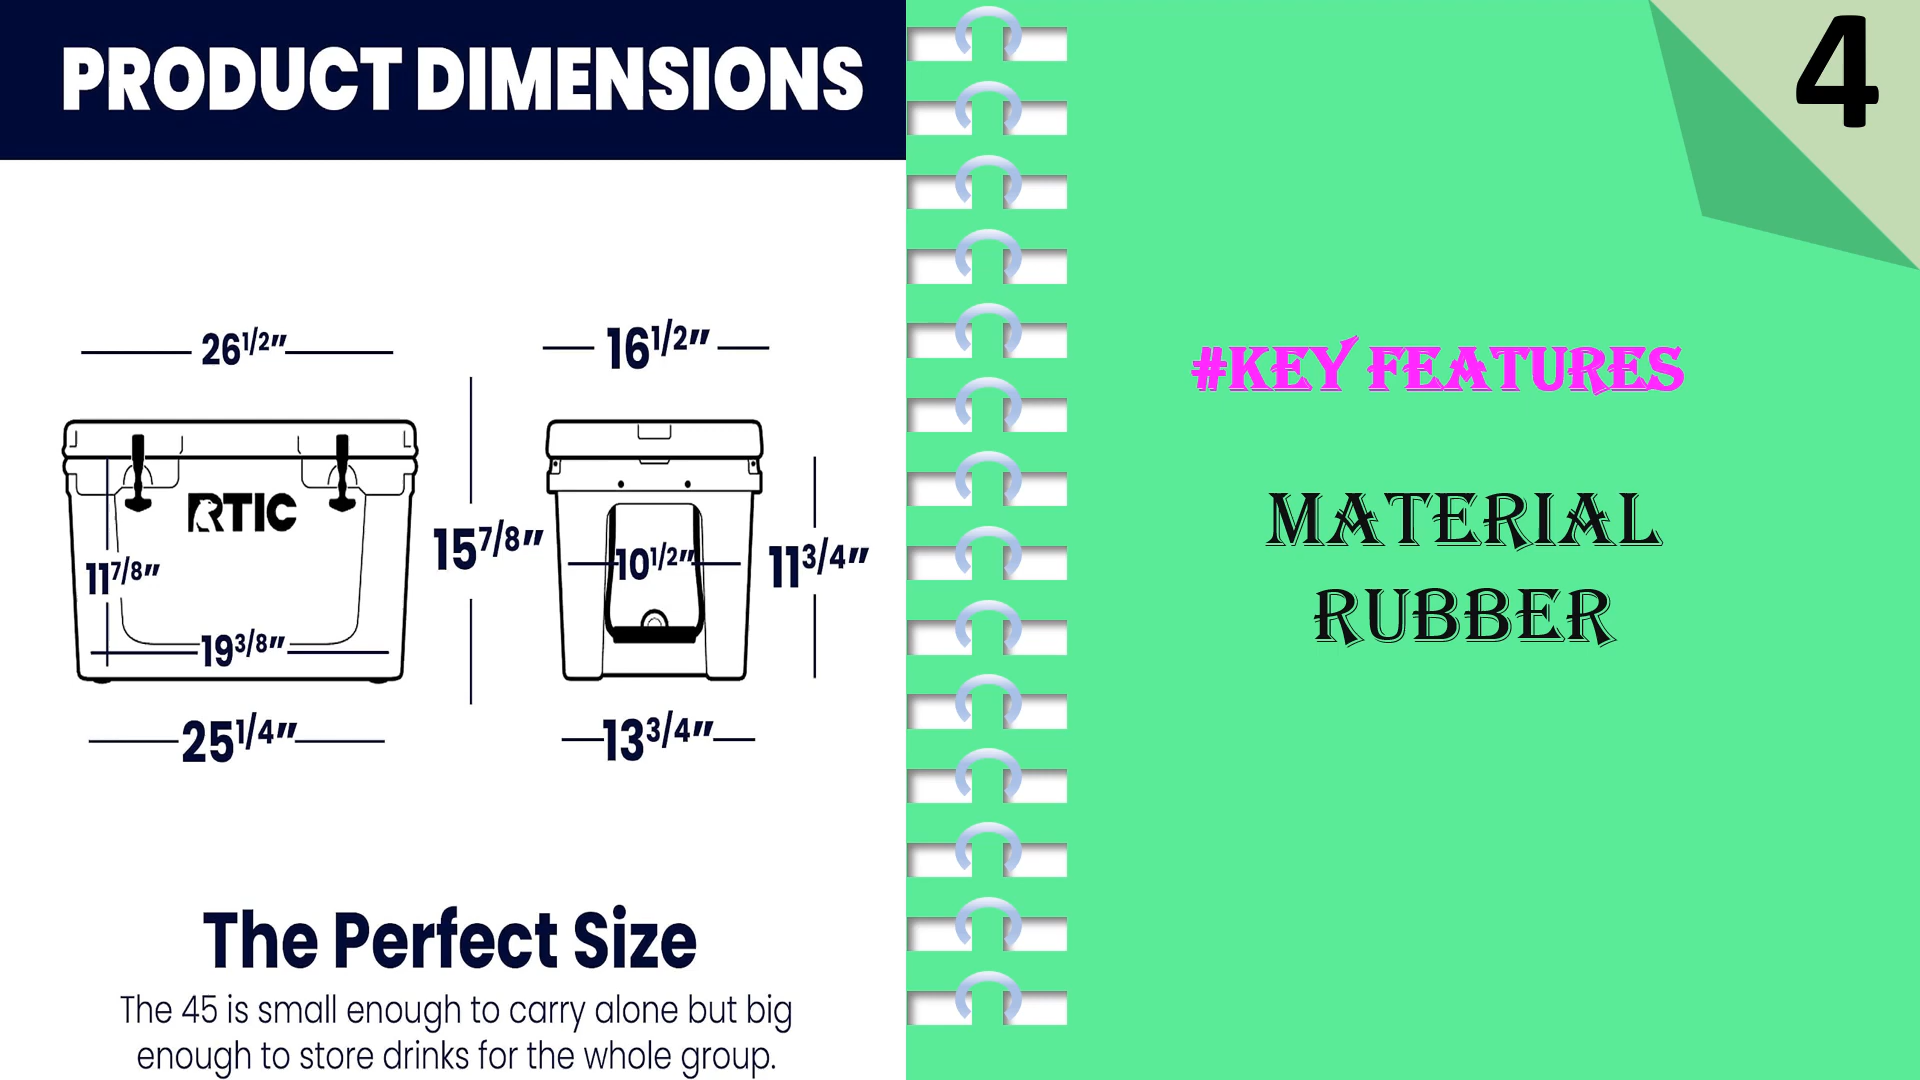 PRODUCT DIMENSIONS
26 1/2"
16 1/2"
RTIC
15 7/8"
10 1/2"
11 3/4"
11 7/8"
19 3/8"
25 1/4"
13 3/4"
The Perfect Size
The 45 is small enough to carry alone but big
enough to store drinks for the whole group.
4
#KEY FEATURES
MATERIAL
RUBBER